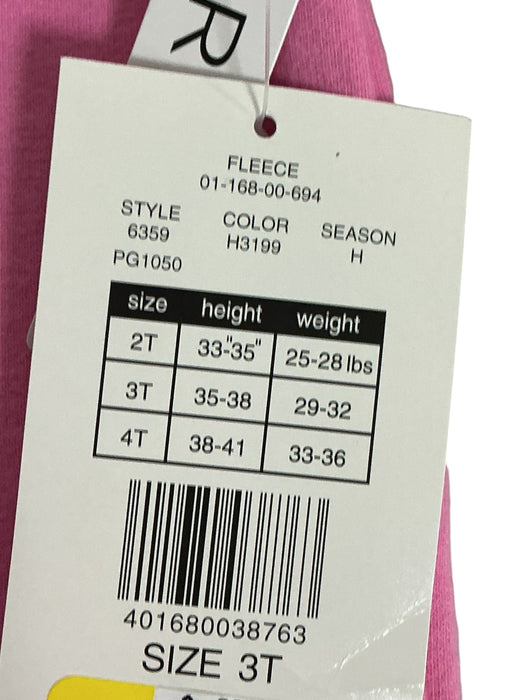 R
FLEECE
01-168-00-694
STYLE COLOR SEASON
6359 H3199 H
PG1050
size height weight
2T 33"-35" 25-28 lbs
3T 35-38 29-32
4T 38-41 33-36
401680038763
SIZE 3T